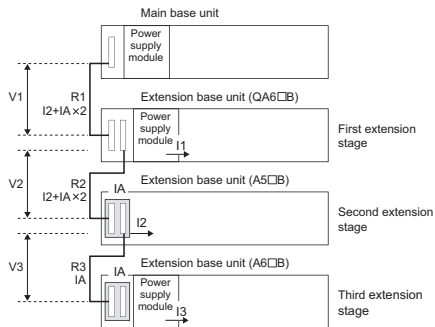 Main base unit
Power
supply
module
V1
R1
I2+IA×2
Extension base unit (QA6□B)
Power
supply
module
I1
First extension
stage
V2
R2
I2+IA×2
Extension base unit (A5□B)
IA
I2
Second extension
stage
V3
R3
IA
Extension base unit (A6□B)
IA
Power
supply
module
I3
Third extension
stage